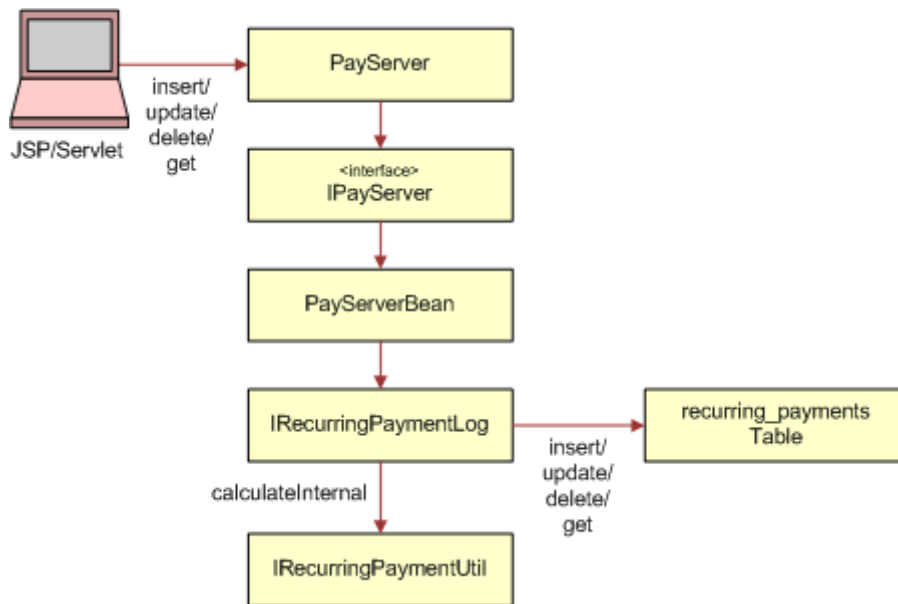 PayServer
insert/
update/
delete/
get
JSP/Servlet
<interface>
IPayServer
PayServerBean
IRecurringPaymentLog
recurring_payments
Table
insert/
update/
delete/
get
calculateInternal
IRecurringPaymentUtil